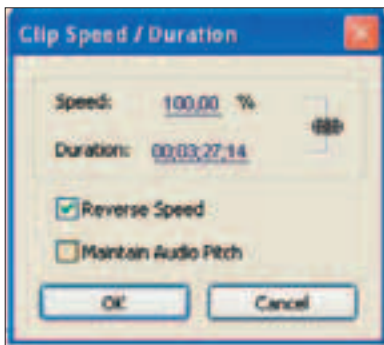 Clip Speed / Duration
Speed: 100,00 %
Duration: 00;03;27;14
Reverse Speed
Maintain Audio Pitch
OK Cancel